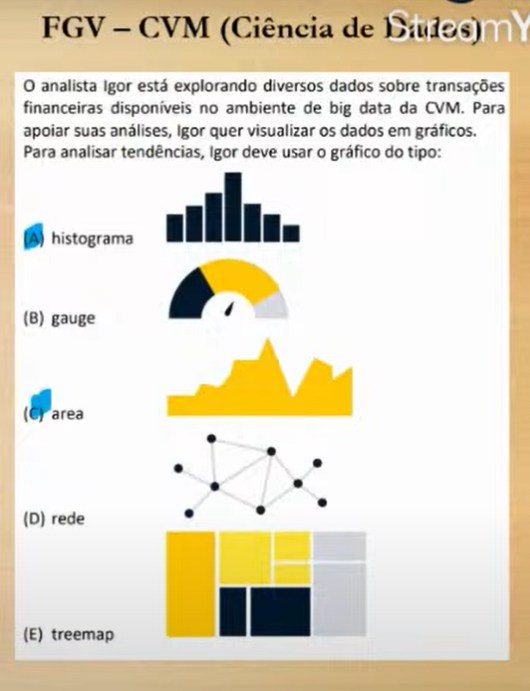 FGV – CVM (Ciência de Dados)
StreamY
O analista Igor está explorando diversos dados sobre transações
financeiras disponíveis no ambiente de big data da CVM. Para
apoiar suas análises, Igor quer visualizar os dados em gráficos.
Para analisar tendências, Igor deve usar o gráfico do tipo:
(A) histograma
(B) gauge
(C) area
(D) rede
(E) treemap